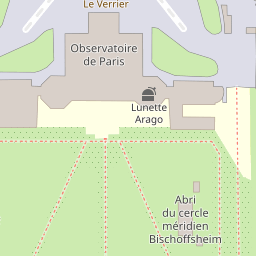 Le Verrier
Observatoire
de Paris
Lunette
Arago
Abri
du cercle
méridien
Bischoffsheim